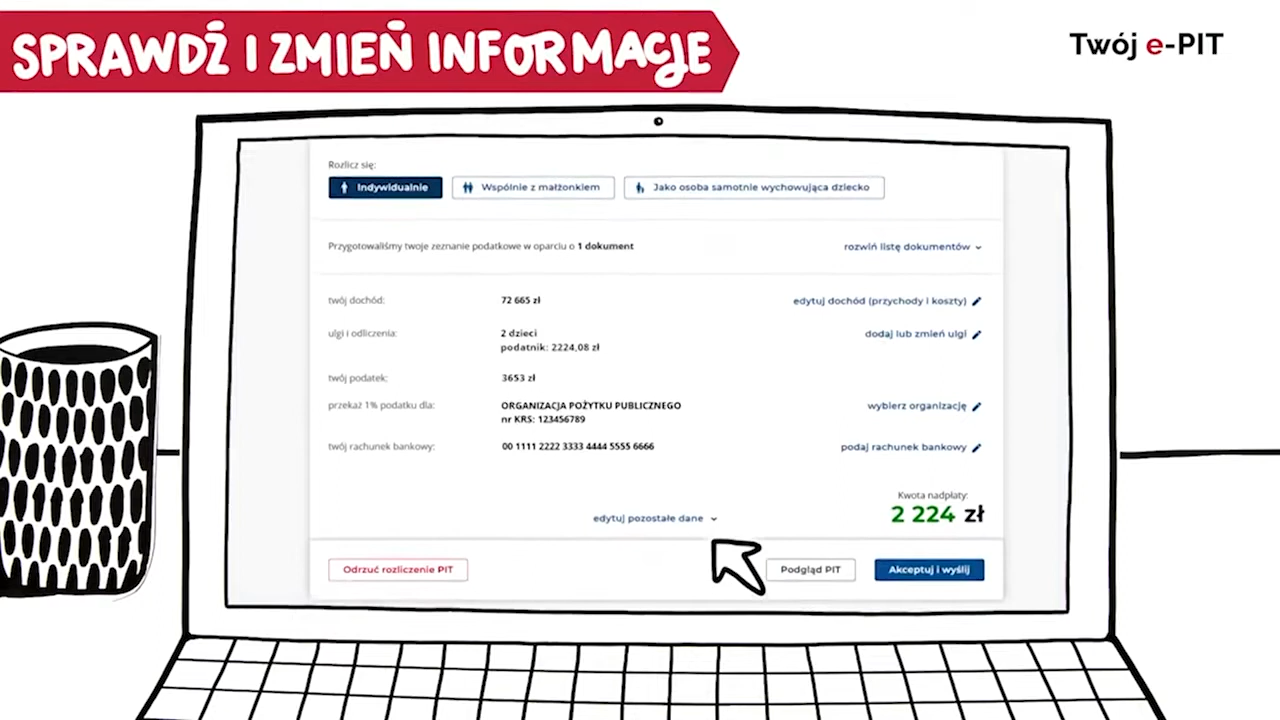 SPRAWDŹ I ZMIEŃ INFORMACJE
Twój e-PIT
Rozlicz się:
Indywidualnie
Wspólnie z małżonkiem
Jako osoba samotnie wychowująca dziecko
Przygotowaliśmy twoje zeznanie podatkowe w oparciu o 1 dokument
rozwiń listę dokumentów
twój dochód:
72 665 zł
edytuj dochód (przychody i koszty)
ulgi i odliczenia:
2 dzieci
podatnik: 2224,08 zł
dodaj lub zmień ulgi
twój podatek:
3653 zł
przekaż 1% podatku dla:
ORGANIZACJA POŻYTKU PUBLICZNEGO
nr KRS: 123456789
wybierz organizację
twój rachunek bankowy:
00 1111 2222 3333 4444 5555 6666
podaj rachunek bankowy
Kwota nadpłaty:
2 224 zł
edytuj pozostałe dane
Odrzuć rozliczenie PIT
Podgląd PIT
Akceptuj i wyślij